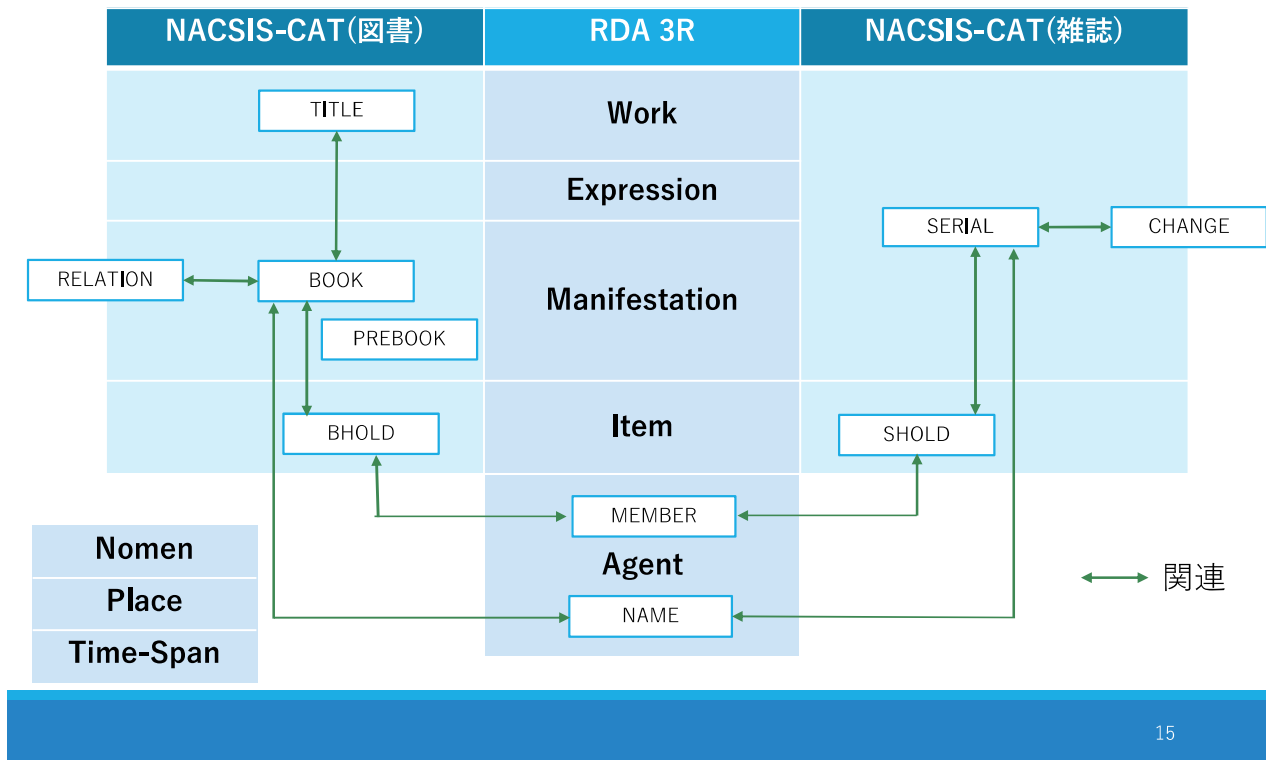 NACSIS-CAT(図書)
RDA 3R
NACSIS-CAT(雑誌)
TITLE
Work
Expression
SERIAL
CHANGE
RELATION
BOOK
Manifestation
PREBOOK
BHOLD
Item
SHOLD
MEMBER
Nomen
Agent
関連
Place
NAME
Time-Span
15